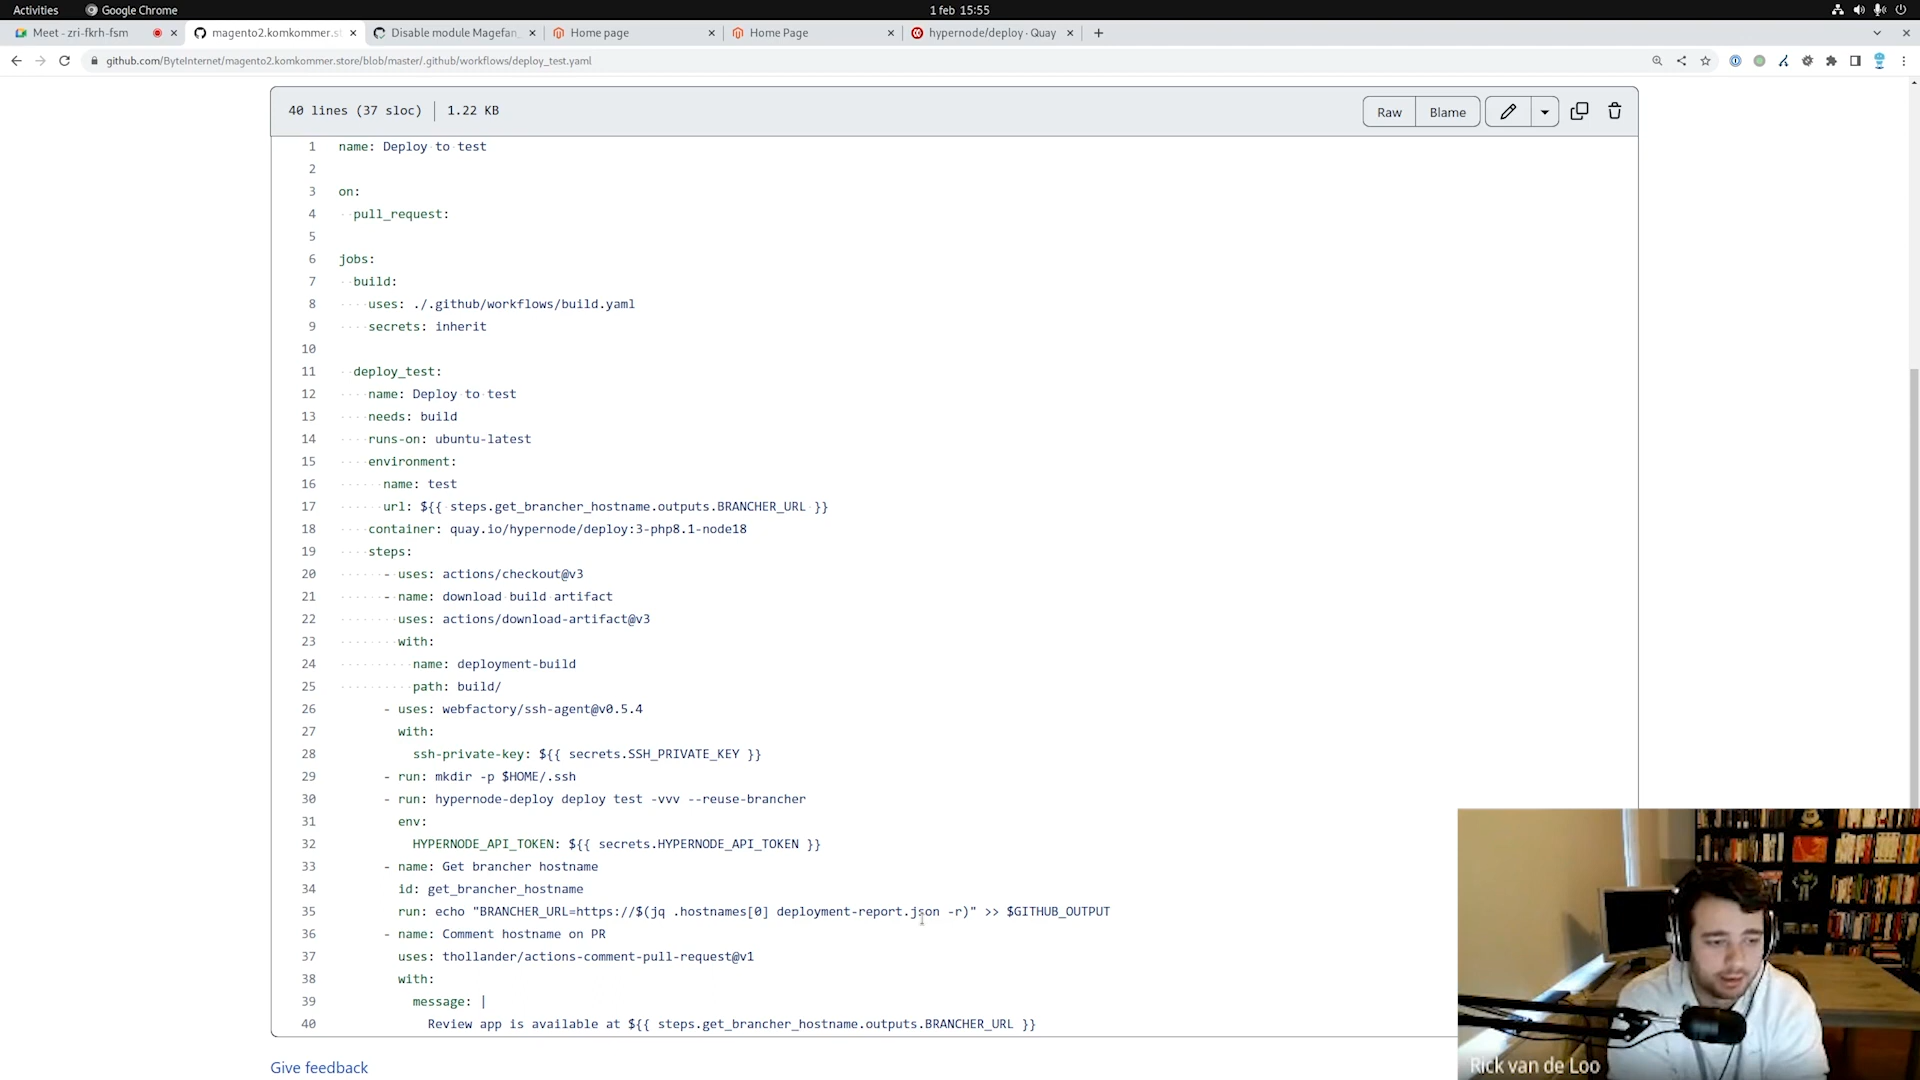 Activities
Google Chrome
1 feb 15:55
Meet - zri-fkrh-fsm
magento2.komkommer.st
Disable module Magefan
Home page
Home Page
hypernode/deploy · Quay
github.com/ByteInternet/magento2.komkommer.store/blob/master/.github/workflows/deploy_test.yaml
40 lines (37 sloc)
1.22 KB
Raw
Blame
1 name: Deploy to test
2
3 on:
4 pull_request:
5
6 jobs:
7 build:
8 uses: ./.github/workflows/build.yaml
9 secrets: inherit
10
11 deploy_test:
12 name: Deploy to test
13 needs: build
14 runs-on: ubuntu-latest
15 environment:
16 name: test
17 url: ${{ steps.get_brancher_hostname.outputs.BRANCHER_URL }}
18 container: quay.io/hypernode/deploy:3-php8.1-node18
19 steps:
20 - uses: actions/checkout@v3
21 - name: download build artifact
22 uses: actions/download-artifact@v3
23 with:
24 name: deployment-build
25 path: build/
26 - uses: webfactory/ssh-agent@v0.5.4
27 with:
28 ssh-private-key: ${{ secrets.SSH_PRIVATE_KEY }}
29 - run: mkdir -p $HOME/.ssh
30 - run: hypernode-deploy deploy test -vvv --reuse-brancher
31 env:
32 HYPERNODE_API_TOKEN: ${{ secrets.HYPERNODE_API_TOKEN }}
33 - name: Get brancher hostname
34 id: get_brancher_hostname
35 run: echo "BRANCHER_URL=https://$(jq .hostnames[0] deployment-report.json -r)" >> $GITHUB_OUTPUT
36 - name: Comment hostname on PR
37 uses: thollander/actions-comment-pull-request@v1
38 with:
39 message: |
40 Review app is available at ${{ steps.get_brancher_hostname.outputs.BRANCHER_URL }}
Give feedback
Rick van de Loo